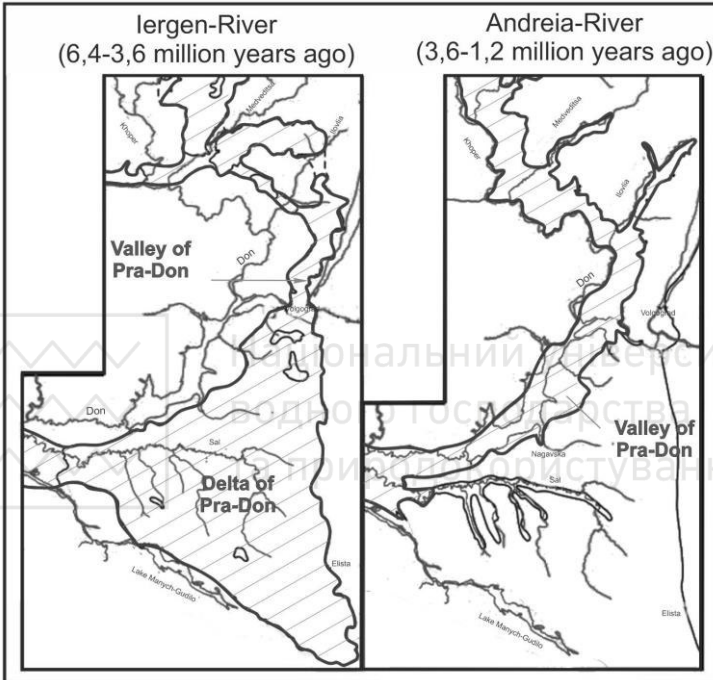 Iergen-River
(6,4-3,6 million years ago)
Khoper
Medveditsa
Ilovlia
Valley of
Pra-Don
Don
Volgograd
Don
Sal
Delta of
Pra-Don
Elista
Lake Manych-Gudilo
Andreia-River
(3,6-1,2 million years ago)
Khoper
Medveditsa
Ilovlia
Don
Volgograd
Valley of
Pra-Don
Nagavska
Sal
Elista
Lake Manych-Gudilo
Національний універси
водного господарства
та природокористуванн